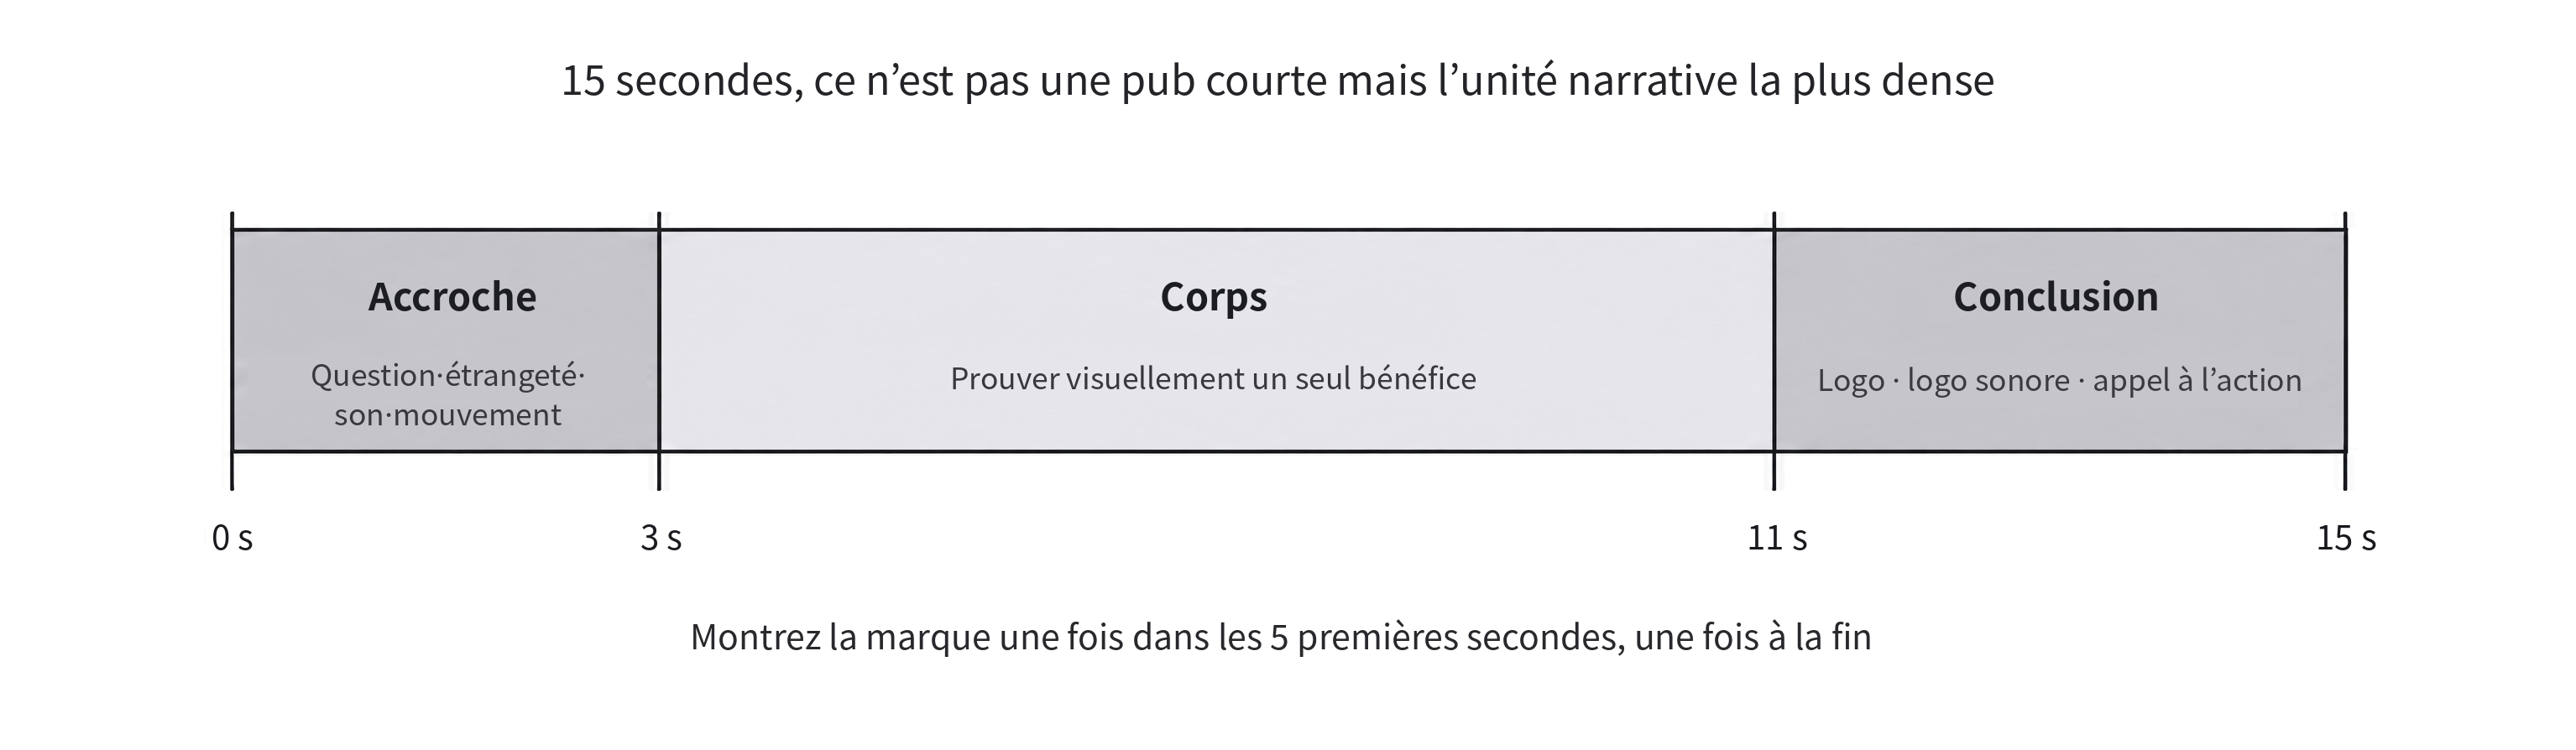 15 secondes, ce n’est pas une pub courte mais l’unité narrative la plus dense
Accroche
Question·étrangeté·
son·mouvement
Corps
Prouver visuellement un seul bénéfice
Conclusion
Logo · logo sonore · appel à l’action
0 s
3 s
11 s
15 s
Montrez la marque une fois dans les 5 premières secondes, une fois à la fin